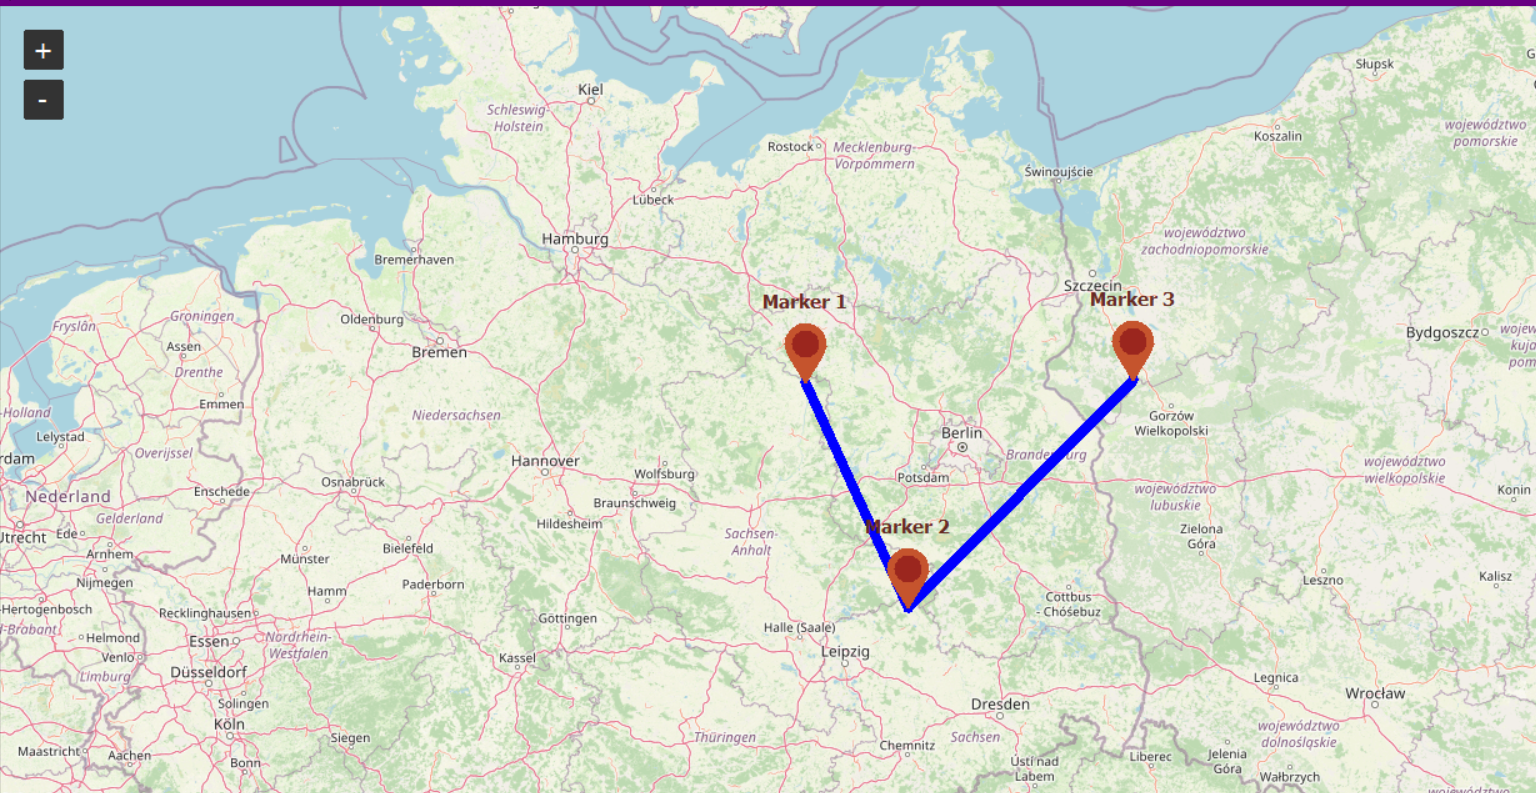 +
-
Kiel
Schleswig-
Holstein
Słupsk
Koszalin
województwo
pomorskie
Rostock
Mecklenburg-
Vorpommern
Świnoujście
Lübeck
Hamburg
województwo
zachodniopomorskie
Bremerhaven
Szczecin
Marker 1
Marker 3
Groningen
Fryslân
Oldenburg
Assen
Bremen
Drenthe
Bydgoszcz
Emmen
Niedersachsen
Gorzów
Wielkopolski
-Holland
Lelystad
Berlin
Overijssel
Hannover
Brandenburg
Wolfsburg
Potsdam
województwo
wielkopolskie
Osnabrück
Nederland
Enschede
Braunschweig
województwo
lubuskie
Konin
Gelderland
Hildesheim
Marker 2
Zielona
Góra
Utrecht
Ede
Sachsen-
Anhalt
Arnhem
Bielefeld
Münster
Nijmegen
Hamm
Paderborn
Leszno
Kalisz
-Hertogenbosch
Recklinghausen
Göttingen
Cottbus
- Chóśebuz
-Brabant
Helmond
Essen
Nordrhein-
Westfalen
Halle (Saale)
Venlo
Kassel
Leipzig
Limburg
Düsseldorf
Legnica
Wrocław
Solingen
Dresden
Köln
Siegen
Thüringen
Chemnitz
Sachsen
województwo
dolnośląskie
Maastricht
Aachen
Bonn
Ústí nad
Labem
Liberec
Jelenia
Góra
Wałbrzych